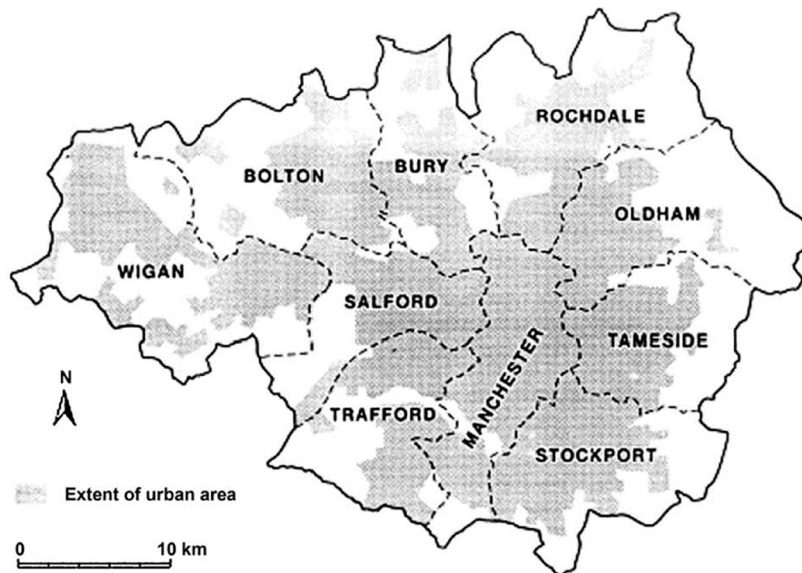 ROCHDALE
BOLTON
BURY
OLDHAM
WIGAN
SALFORD
TAMESIDE
MANCHESTER
TRAFFORD
STOCKPORT
N
Extent of urban area
0 10 km